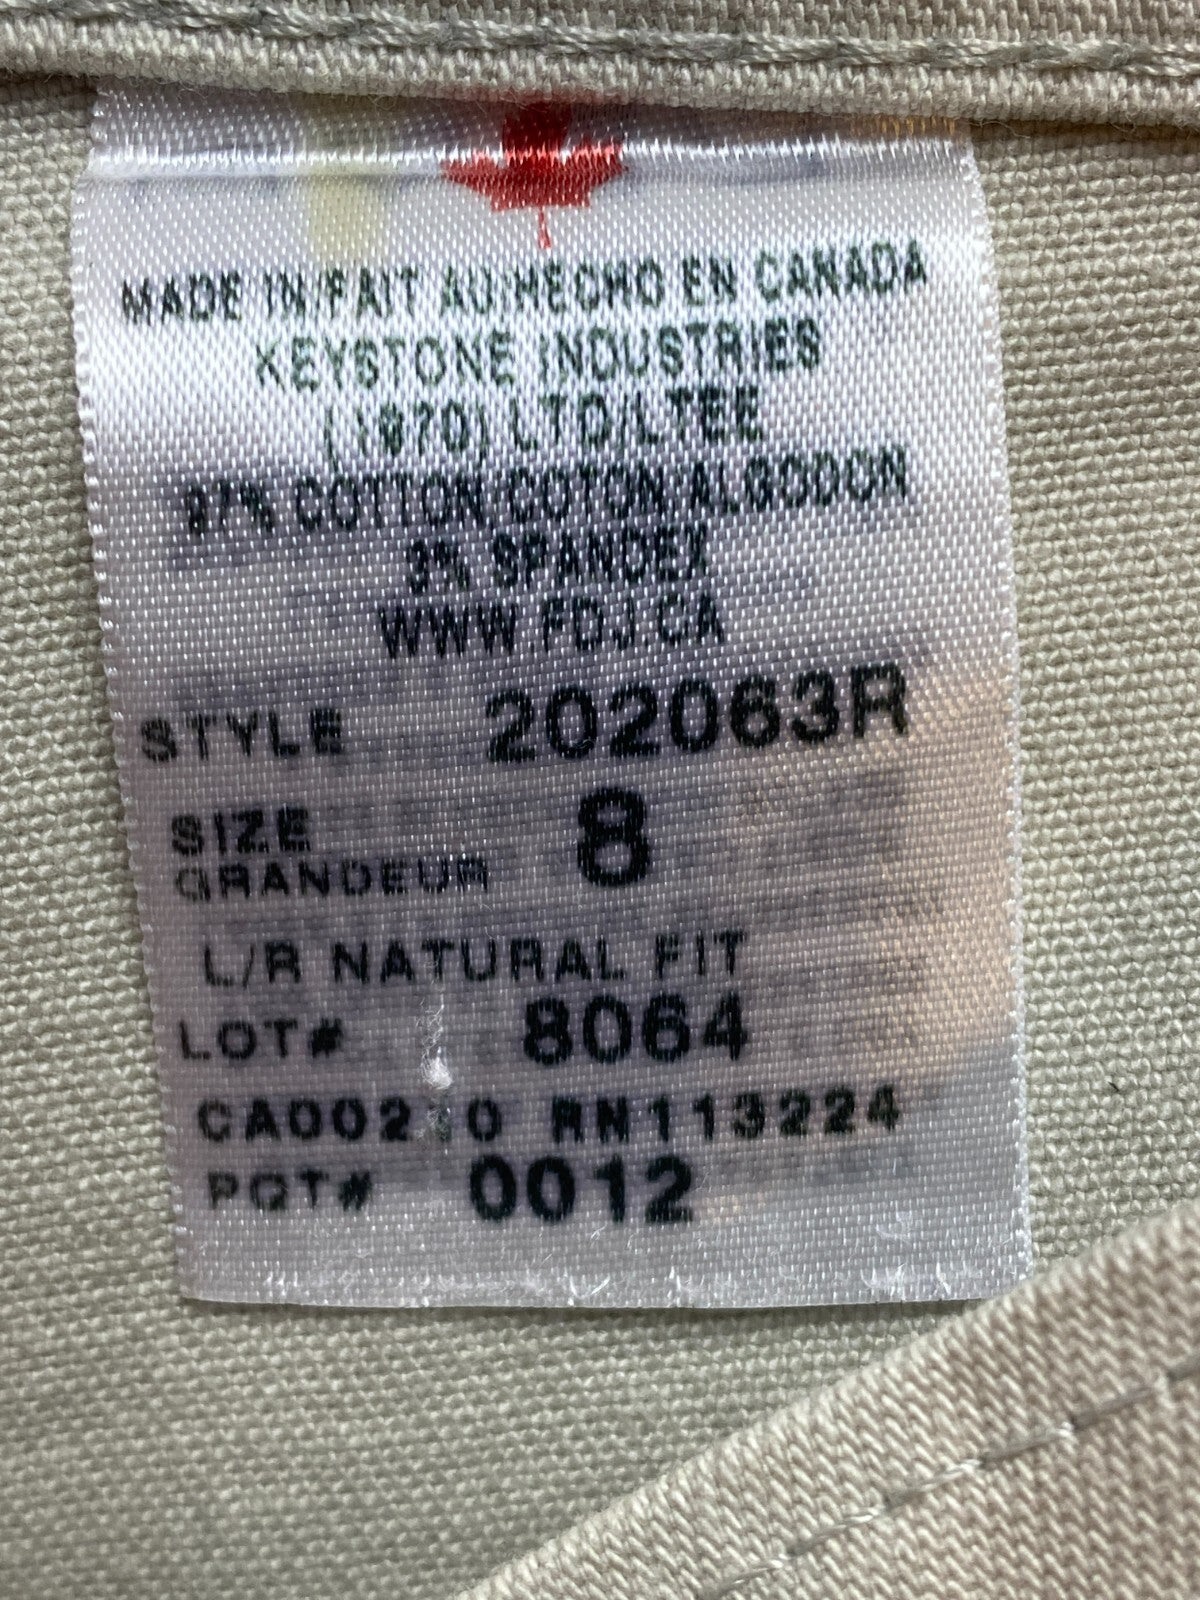 MADE IN/FAIT AU/HECHO EN CANADA
KEYSTONE INDUSTRIES
(1970) LTD/LTEE
97% COTTON/COTON/ALGODON
3% SPANDEX
WWW.FDJ.CA
STYLE 202063R
SIZE 8
GRANDEUR
L/R NATURAL FIT
LOT# 8064
RN113224
PQT# 0012